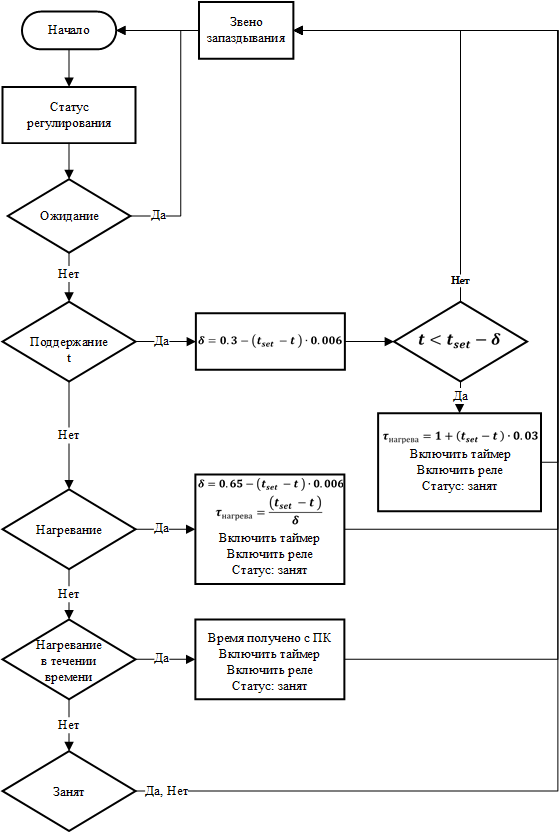 Начало
Звено
запаздывания
Статус
регулирования
Ожидание
Да
Нет
Нет
Поддержание
t
Да
δ = 0.3 − (t_set − t) · 0.006
t < t_set − δ
Да
τ_нагрева = 1 + (t_set − t) · 0.03
Включить таймер
Включить реле
Статус: занят
Нет
Нагревание
Да
δ = 0.65 − (t_set − t) · 0.006
τ_нагрева = (t_set − t) / δ
Включить таймер
Включить реле
Статус: занят
Нет
Нагревание
в течении
времени
Да
Время получено с ПК
Включить таймер
Включить реле
Статус: занят
Нет
Занят
Да, Нет